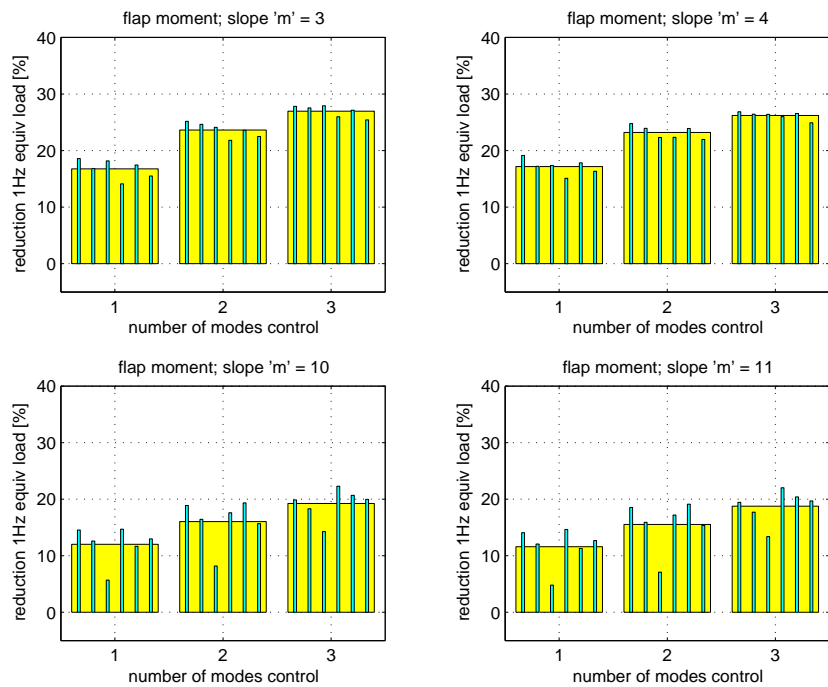 flap moment; slope 'm' = 3
reduction 1Hz equiv load [%]
40
30
20
10
0
1 2 3
number of modes control
flap moment; slope 'm' = 4
reduction 1Hz equiv load [%]
40
30
20
10
0
1 2 3
number of modes control
flap moment; slope 'm' = 10
reduction 1Hz equiv load [%]
40
30
20
10
0
1 2 3
number of modes control
flap moment; slope 'm' = 11
reduction 1Hz equiv load [%]
40
30
20
10
0
1 2 3
number of modes control